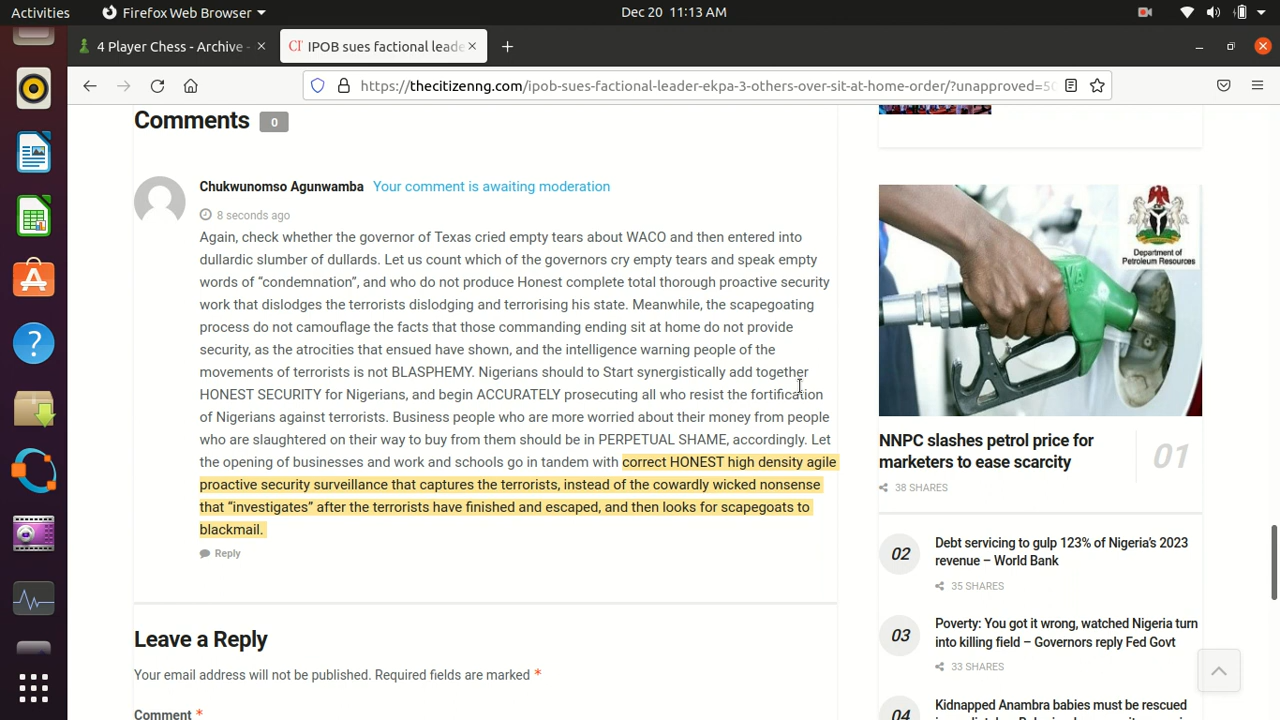 Activities
Firefox Web Browser
Dec 20 11:13 AM
4 Player Chess - Archive -
CT IPOB sues factional leade
https://thecitizenng.com/ipob-sues-factional-leader-ekpa-3-others-over-sit-at-home-order/?unapproved=5
Comments 0
Chukwunomso Agunwamba Your comment is awaiting moderation
8 seconds ago
Again, check whether the governor of Texas cried empty tears about WACO and then entered into
dullardic slumber of dullards. Let us count which of the governors cry empty tears and speak empty
words of “condemnation”, and who do not produce Honest complete total thorough proactive security
work that dislodges the terrorists dislodging and terrorising his state. Meanwhile, the scapegoating
process do not camouflage the facts that those commanding ending sit at home do not provide
security, as the atrocities that ensued have shown, and the intelligence warning people of the
movements of terrorists is not BLASPHEMY. Nigerians should to Start synergistically add together
HONEST SECURITY for Nigerians, and begin ACCURATELY prosecuting all who resist the fortification
of Nigerians against terrorists. Business people who are more worried about their money from people
who are slaughtered on their way to buy from them should be in PERPETUAL SHAME, accordingly. Let
the opening of businesses and work and schools go in tandem with correct HONEST high density agile
proactive security surveillance that captures the terrorists, instead of the cowardly wicked nonsense
that “investigates” after the terrorists have finished and escaped, and then looks for scapegoats to
blackmail.
Reply
Leave a Reply
Your email address will not be published. Required fields are marked *
Comment *
Department of
Petroleum Resources
NNPC slashes petrol price for
marketers to ease scarcity
01
38 SHARES
02
Debt servicing to gulp 123% of Nigeria’s 2023
revenue – World Bank
35 SHARES
03
Poverty: You got it wrong, watched Nigeria turn
into killing field – Governors reply Fed Govt
33 SHARES
04
Kidnapped Anambra babies must be rescued